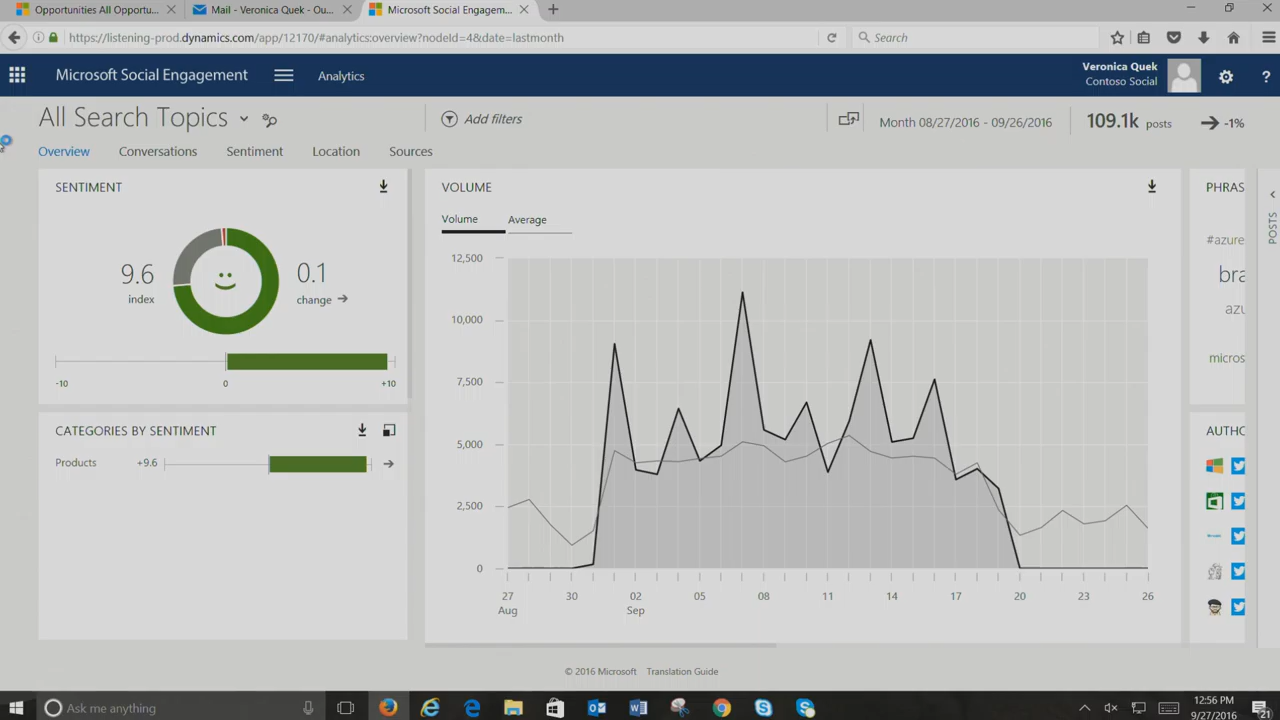 Opportunities All Opportu...
Mail - Veronica Quek - Ou...
Microsoft Social Engagem...
https://listening-prod.dynamics.com/app/12170/#analytics:overview?nodeId=4&date=lastmonth
Search
Microsoft Social Engagement
Analytics
Veronica Quek
Contoso Social
?
All Search Topics
Add filters
Month 08/27/2016 - 09/26/2016
109.1k posts
-1%
Overview
Conversations
Sentiment
Location
Sources
SENTIMENT
9.6
index
0.1
change
-10
0
+10
CATEGORIES BY SENTIMENT
Products
+9.6
VOLUME
Volume
Average
12,500
10,000
7,500
5,000
2,500
0
27 30 02 05 08 11 14 17 20 23 26
Aug Sep
PHRAS
#azure
bra
azu
micros
AUTHO
POSTS
© 2016 Microsoft
Translation Guide
Ask me anything
12:56 PM
9/27/2016
21